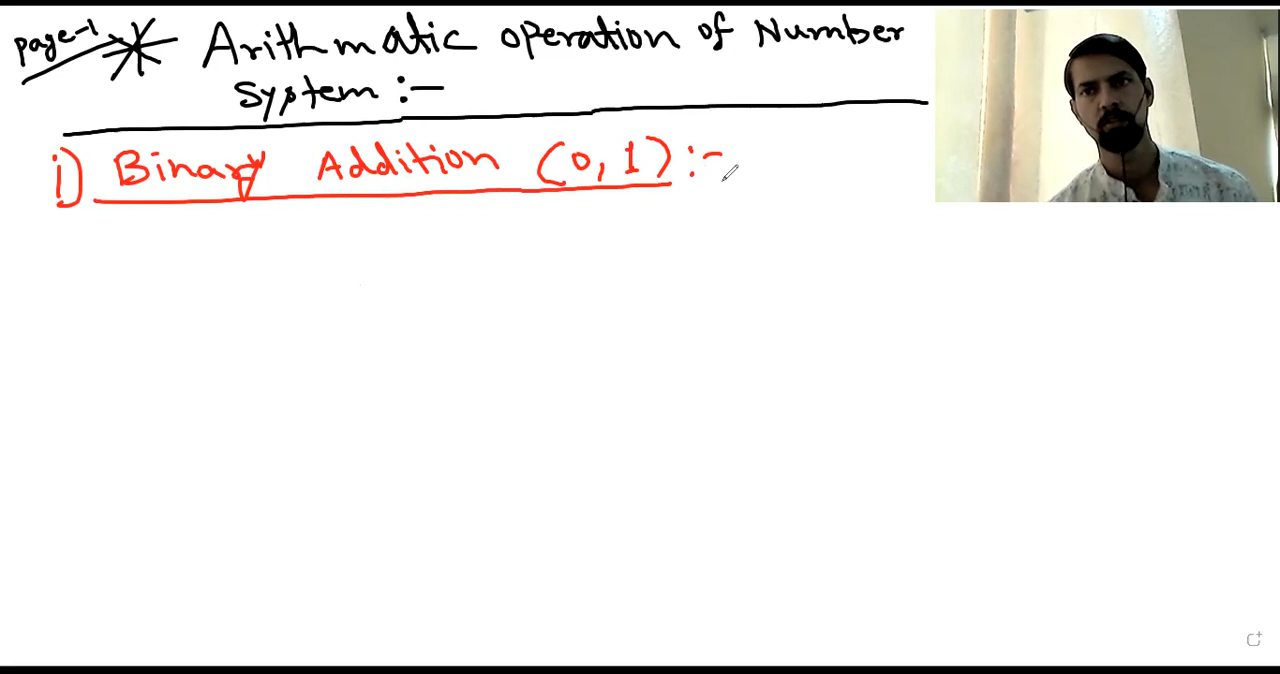 page-1 * Arithmatic operation of Number
System :-
i) Binary Addition (0, 1) :-